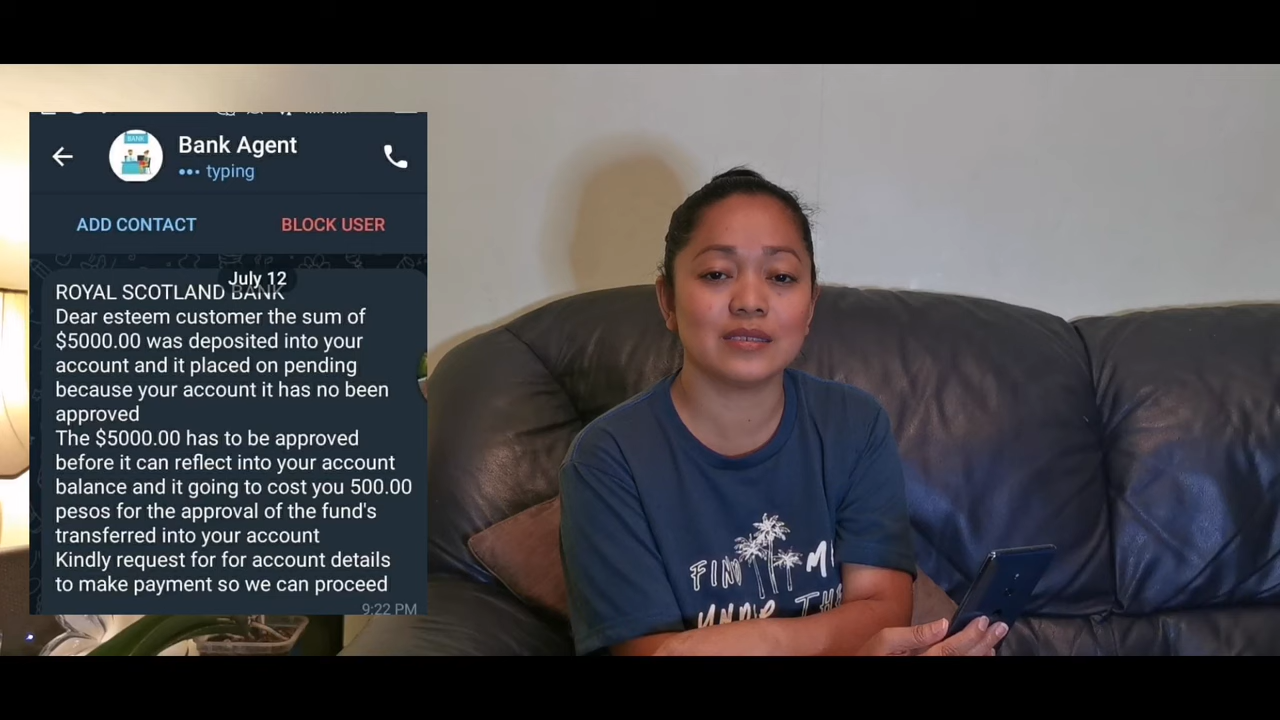 Bank Agent
••• typing
ADD CONTACT
BLOCK USER
July 12
ROYAL SCOTLAND BANK
Dear esteem customer the sum of
$5000.00 was deposited into your
account and it placed on pending
because your account it has no been
approved
The $5000.00 has to be approved
before it can reflect into your account
balance and it going to cost you 500.00
pesos for the approval of the fund's
transferred into your account
Kindly request for for account details
to make payment so we can proceed
9:22 PM
BANK
FIND
UNDER THE